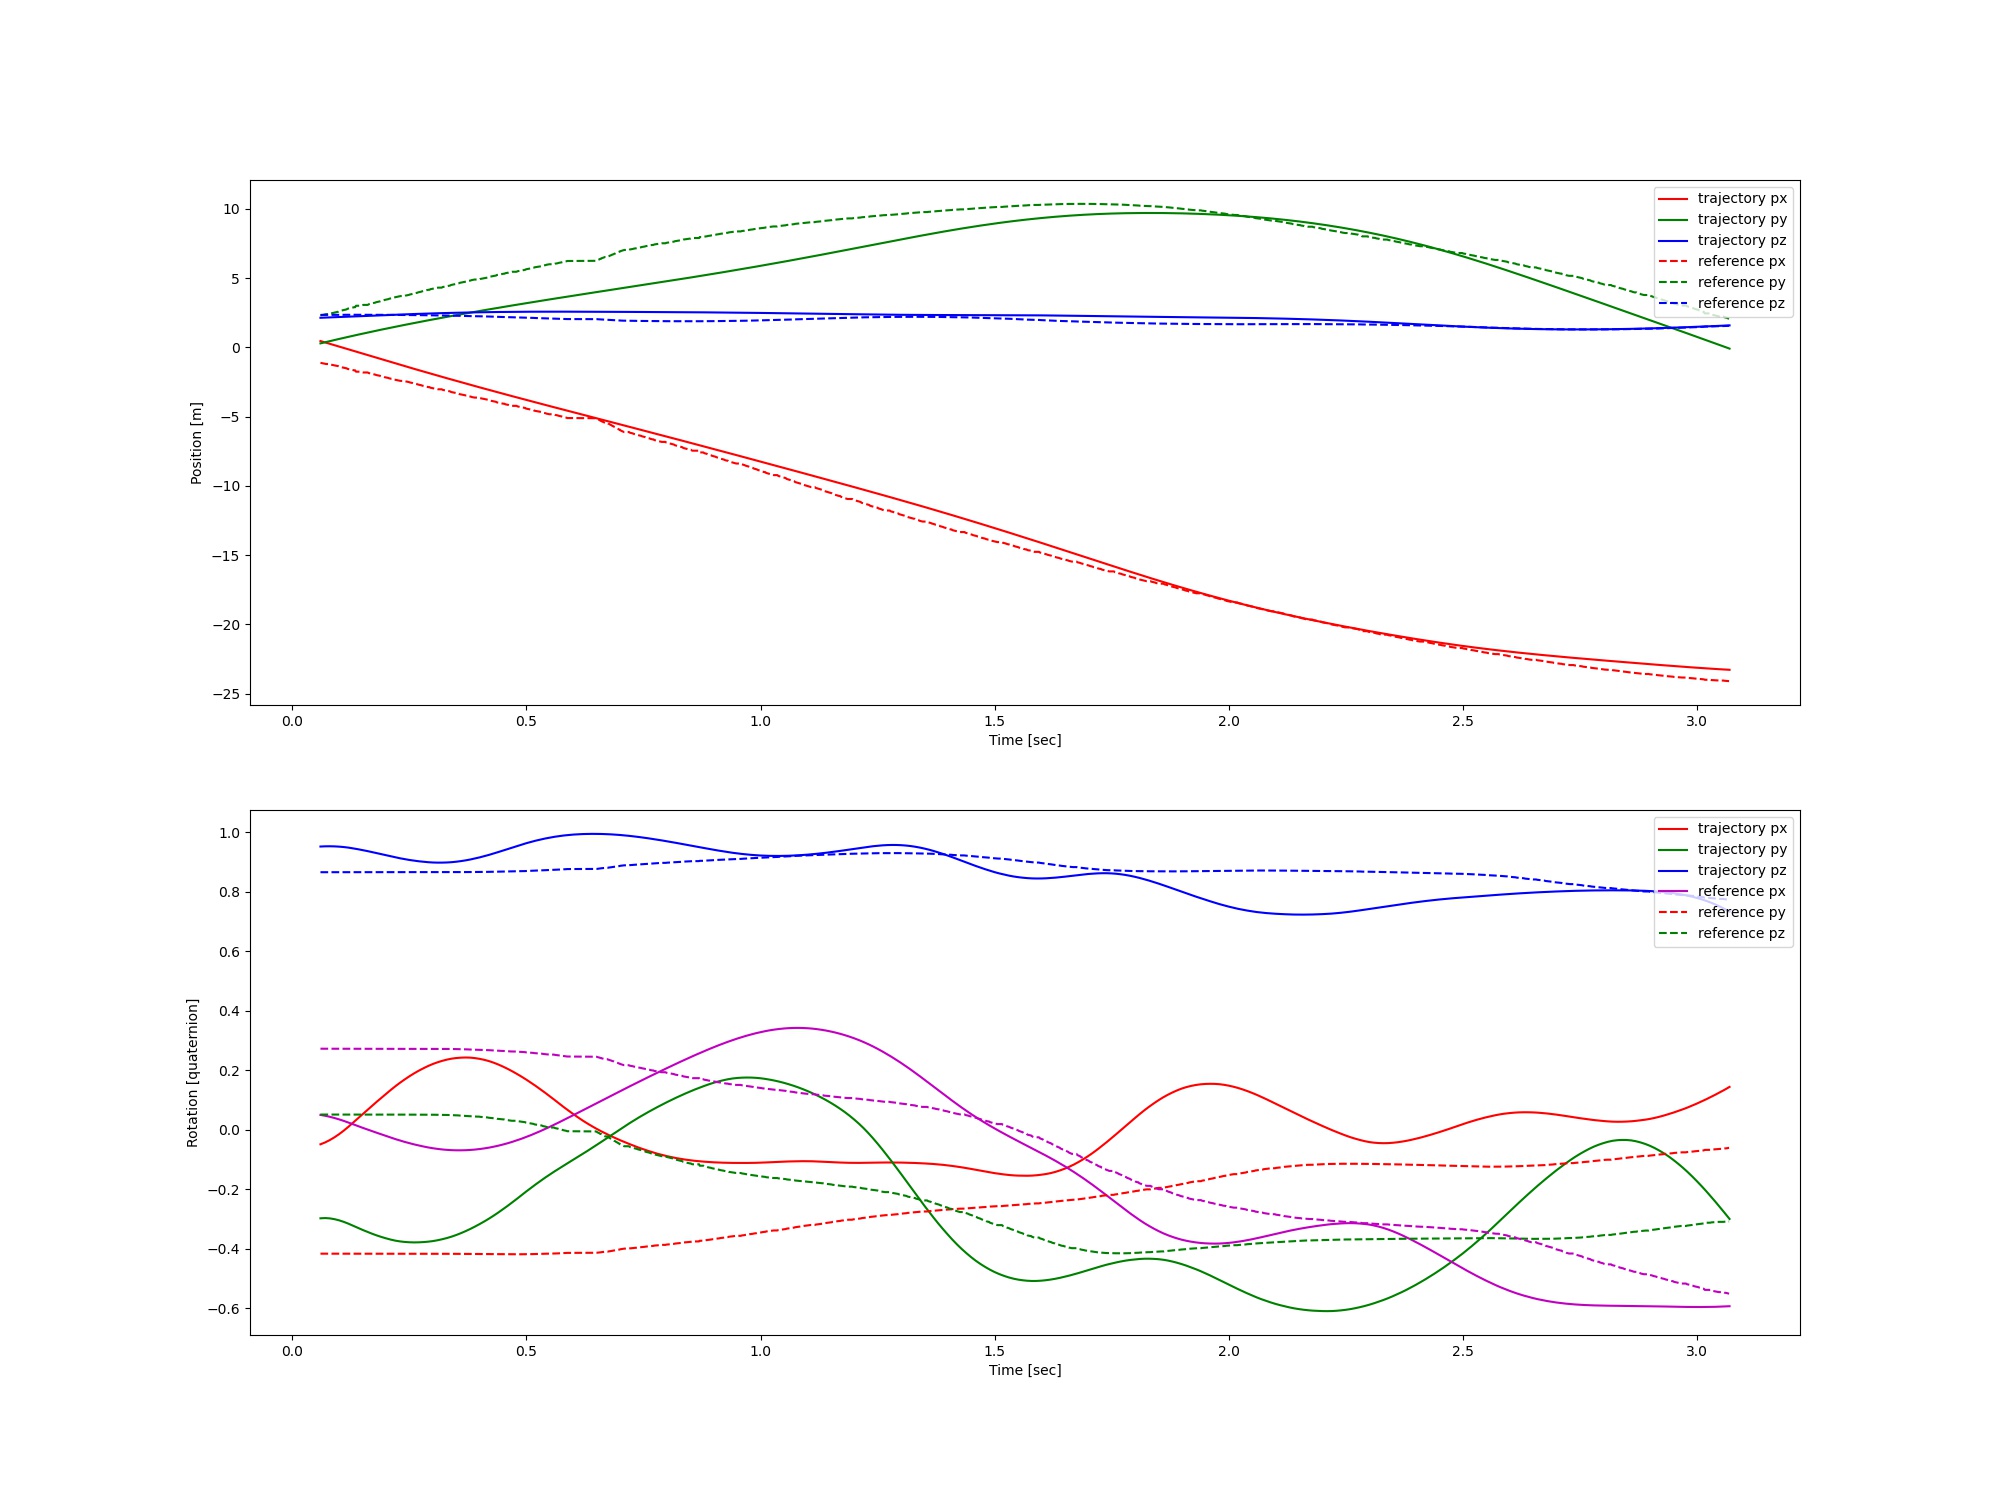 10
5
0
−5
−10
−15
−20
−25
Position [m]
trajectory px
trajectory py
trajectory pz
reference px
reference py
reference pz
0.0 0.5 1.0 1.5 2.0 2.5 3.0
Time [sec]
1.0
0.8
0.6
0.4
0.2
0.0
−0.2
−0.4
−0.6
Rotation [quaternion]
trajectory px
trajectory py
trajectory pz
reference px
reference py
reference pz
0.0 0.5 1.0 1.5 2.0 2.5 3.0
Time [sec]